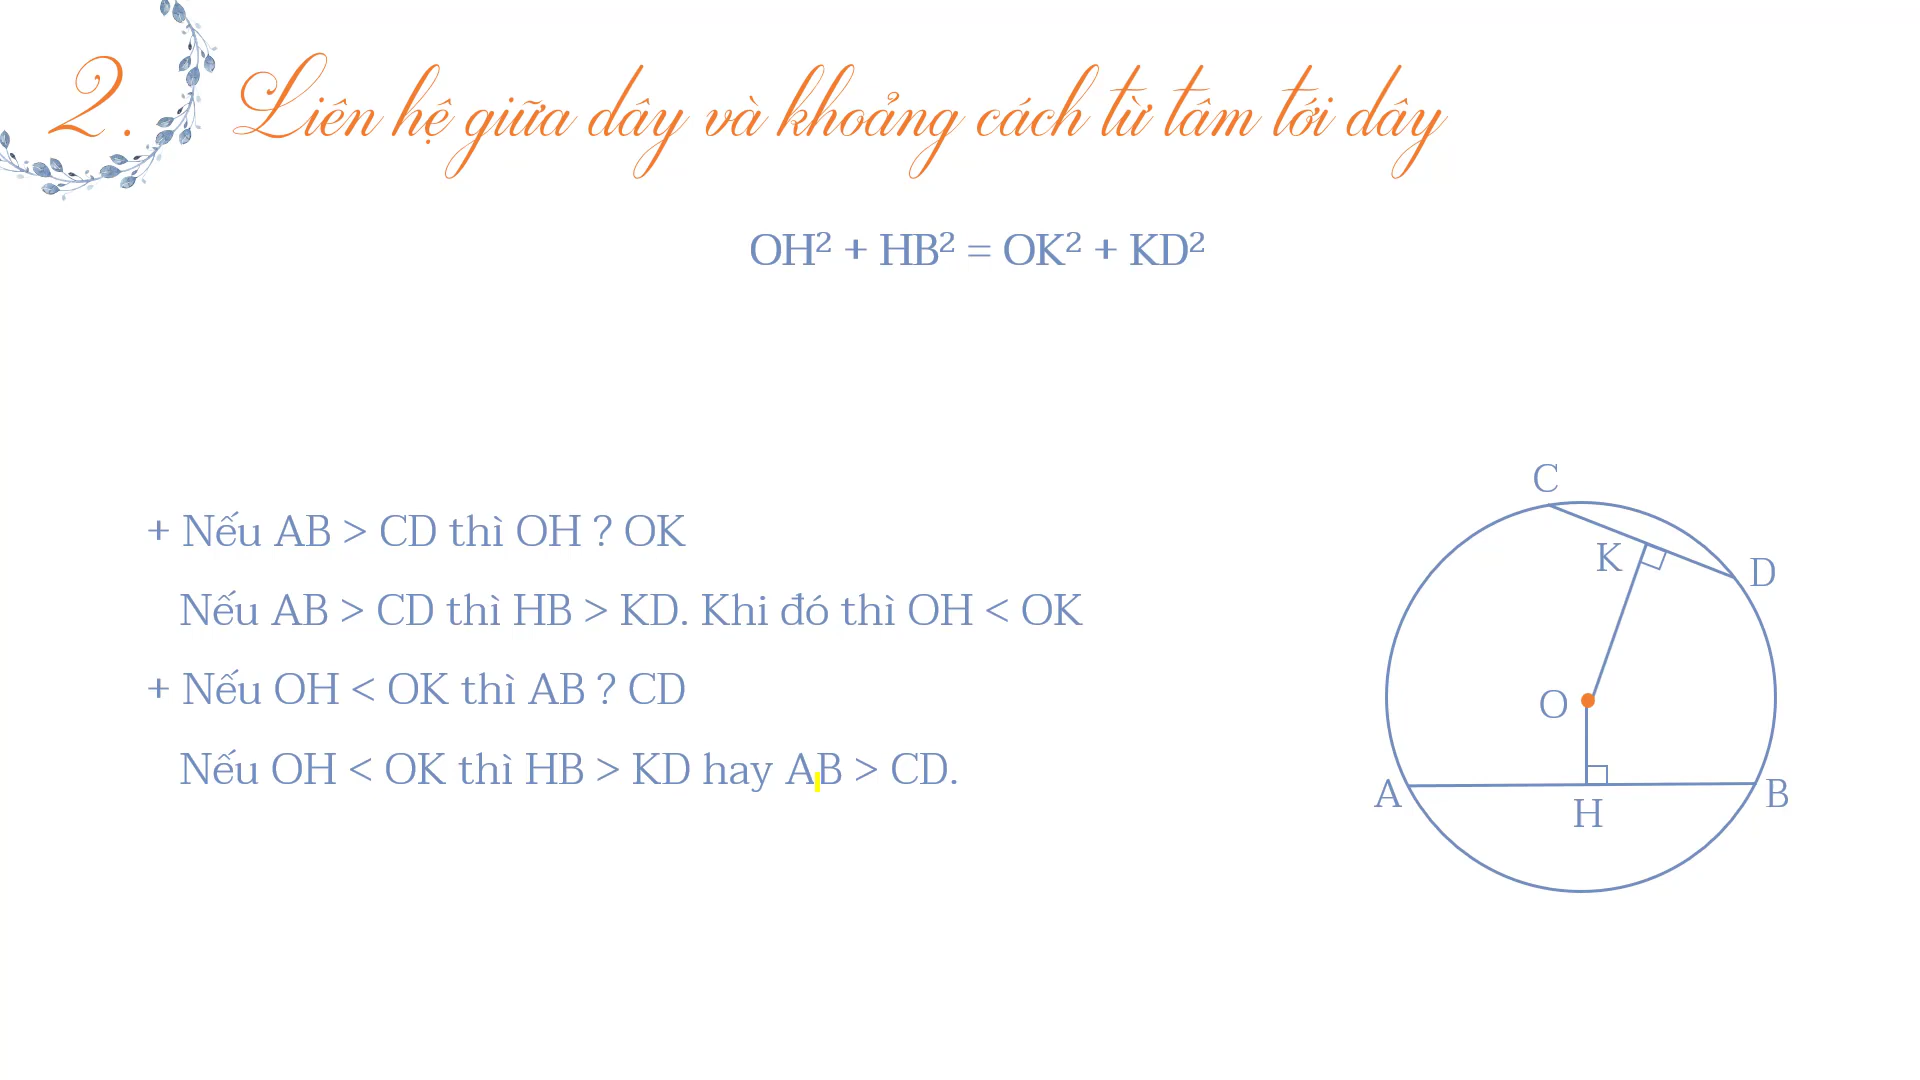 2. Liên hệ giữa dây và khoảng cách từ tâm tới dây
OH² + HB² = OK² + KD²
+ Nếu AB > CD thì OH ? OK
Nếu AB > CD thì HB > KD. Khi đó thì OH < OK
+ Nếu OH < OK thì AB ? CD
Nếu OH < OK thì HB > KD hay AB > CD.
C
K
D
O
A
B
H